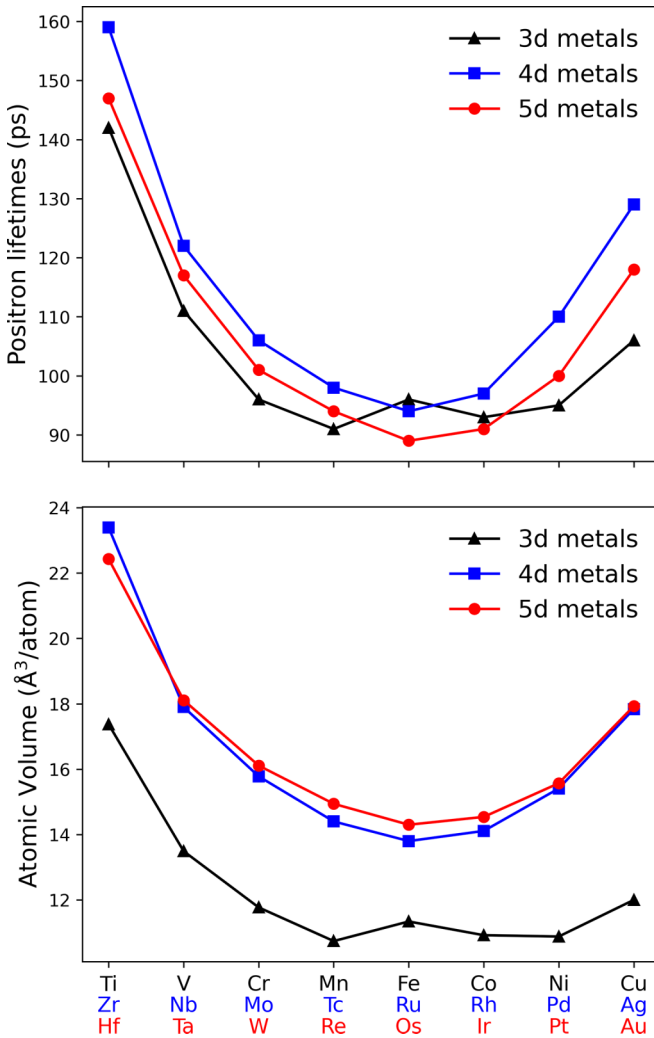 160
150
140
130
120
110
100
90
Positron lifetimes (ps)
3d metals
4d metals
5d metals
24
22
20
18
16
14
12
Atomic Volume (Å³/atom)
3d metals
4d metals
5d metals
Ti V Cr Mn Fe Co Ni Cu
Zr Nb Mo Tc Ru Rh Pd Ag
Hf Ta W Re Os Ir Pt Au